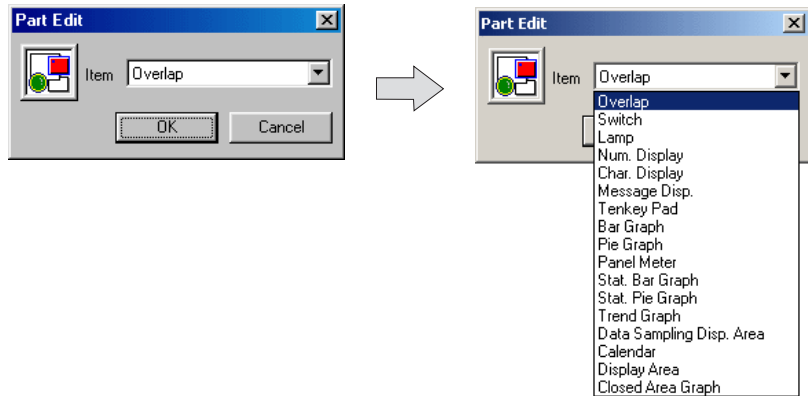 Part Edit
Item Overlap
OK Cancel
Part Edit
Item Overlap
Overlap
Switch
Lamp
Num. Display
Char. Display
Message Disp.
Tenkey Pad
Bar Graph
Pie Graph
Panel Meter
Stat. Bar Graph
Stat. Pie Graph
Trend Graph
Data Sampling Disp. Area
Calendar
Display Area
Closed Area Graph